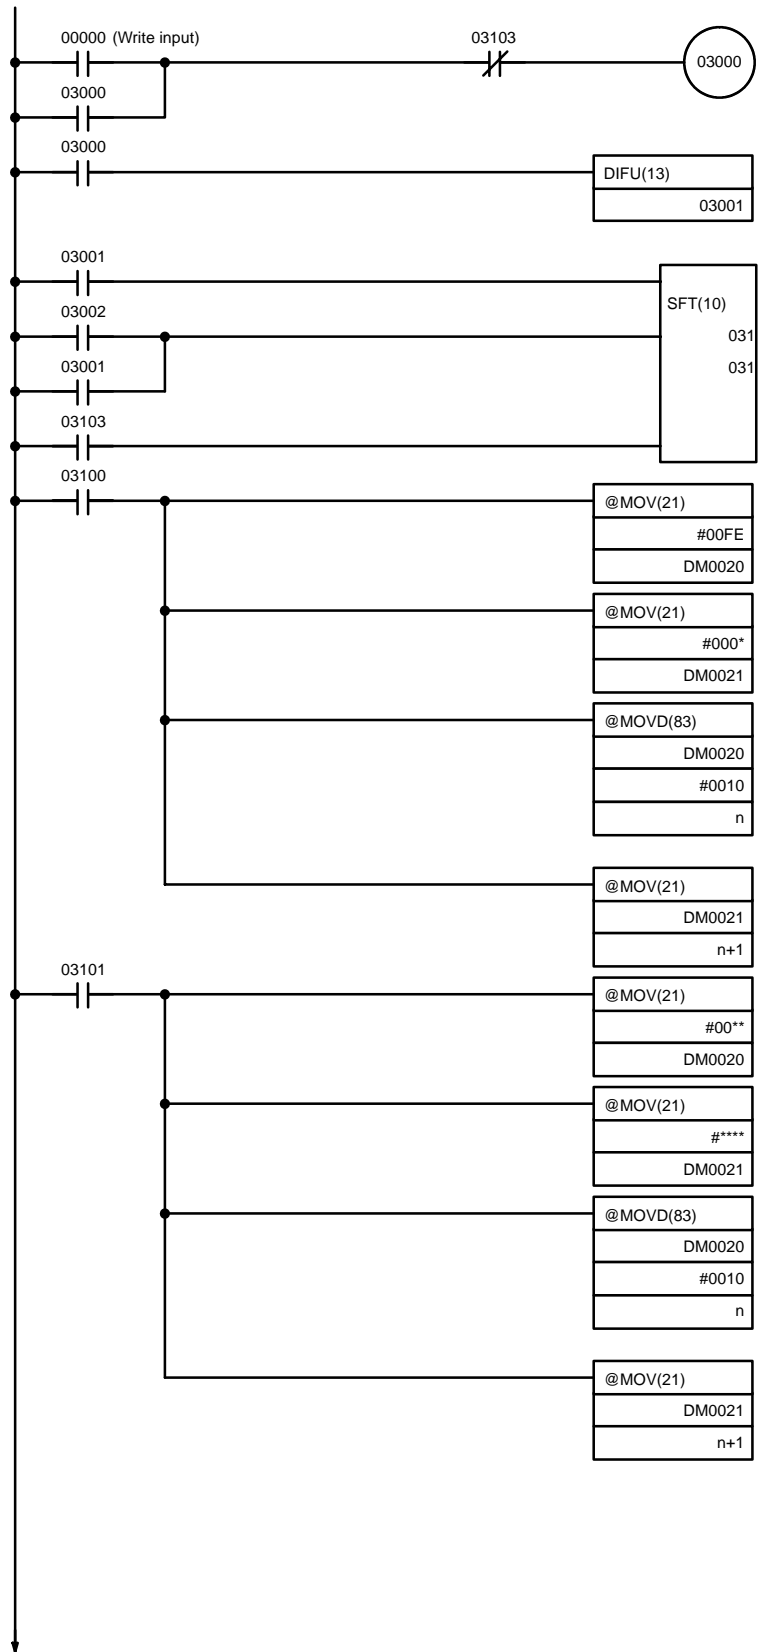 00000 (Write input)
03103
03000
03000
03000
DIFU(13)
03001
03001
SFT(10)
031
031
03002
03001
03103
03100
@MOV(21)
#00FE
DM0020
@MOV(21)
#000*
DM0021
@MOVD(83)
DM0020
#0010
n
@MOV(21)
DM0021
n+1
03101
@MOV(21)
#00**
DM0020
@MOV(21)
#****
DM0021
@MOVD(83)
DM0020
#0010
n
@MOV(21)
DM0021
n+1